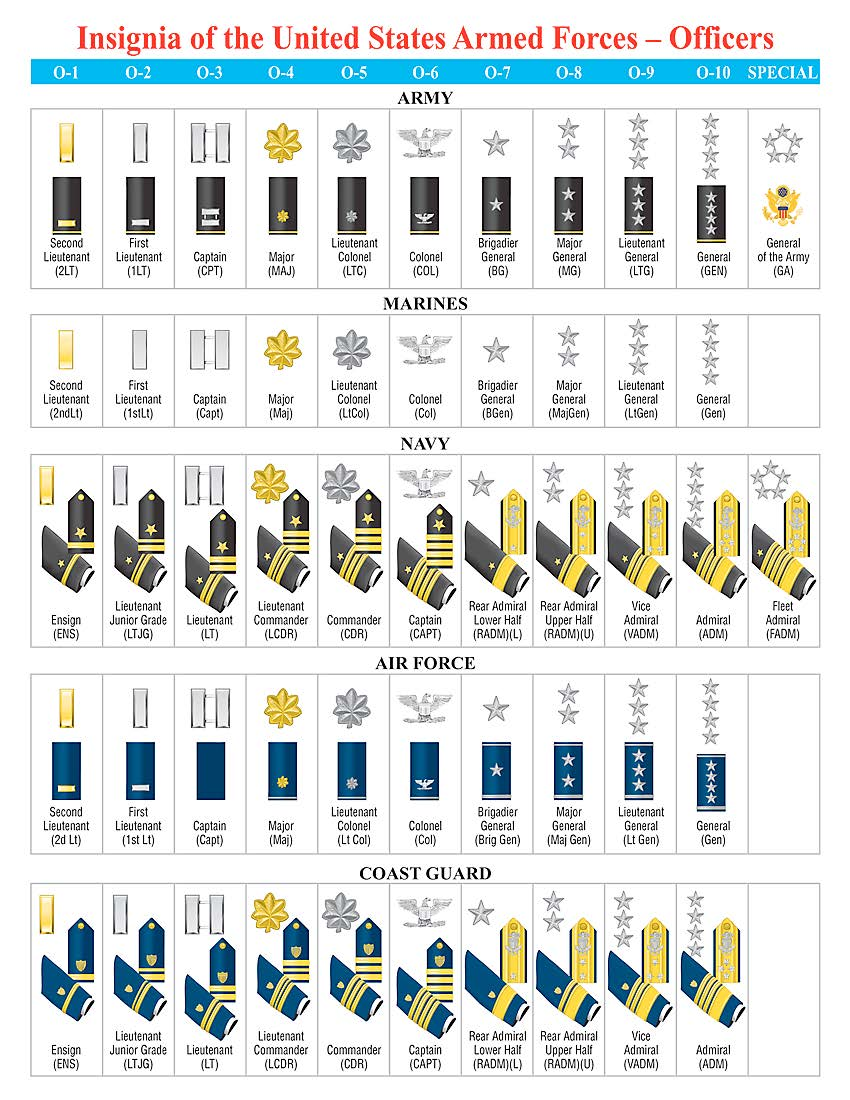 Insignia of the United States Armed Forces – Officers
O-1 O-2 O-3 O-4 O-5 O-6 O-7 O-8 O-9 O-10 SPECIAL
ARMY
Second
Lieutenant
(2LT)
First
Lieutenant
(1LT)
Captain
(CPT)
Major
(MAJ)
Lieutenant
Colonel
(LTC)
Colonel
(COL)
Brigadier
General
(BG)
Major
General
(MG)
Lieutenant
General
(LTG)
General
(GEN)
General
of the Army
(GA)
MARINES
Second
Lieutenant
(2ndLt)
First
Lieutenant
(1stLt)
Captain
(Capt)
Major
(Maj)
Lieutenant
Colonel
(LtCol)
Colonel
(Col)
Brigadier
General
(BGen)
Major
General
(MajGen)
Lieutenant
General
(LtGen)
General
(Gen)
NAVY
Ensign
(ENS)
Lieutenant
Junior Grade
(LTJG)
Lieutenant
(LT)
Lieutenant
Commander
(LCDR)
Commander
(CDR)
Captain
(CAPT)
Rear Admiral
Lower Half
(RADM)(L)
Rear Admiral
Upper Half
(RADM)(U)
Vice
Admiral
(VADM)
Admiral
(ADM)
Fleet
Admiral
(FADM)
AIR FORCE
Second
Lieutenant
(2d Lt)
First
Lieutenant
(1st Lt)
Captain
(Capt)
Major
(Maj)
Lieutenant
Colonel
(Lt Col)
Colonel
(Col)
Brigadier
General
(Brig Gen)
Major
General
(Maj Gen)
Lieutenant
General
(Lt Gen)
General
(Gen)
COAST GUARD
Ensign
(ENS)
Lieutenant
Junior Grade
(LTJG)
Lieutenant
(LT)
Lieutenant
Commander
(LCDR)
Commander
(CDR)
Captain
(CAPT)
Rear Admiral
Lower Half
(RADM)(L)
Rear Admiral
Upper Half
(RADM)(U)
Vice
Admiral
(VADM)
Admiral
(ADM)